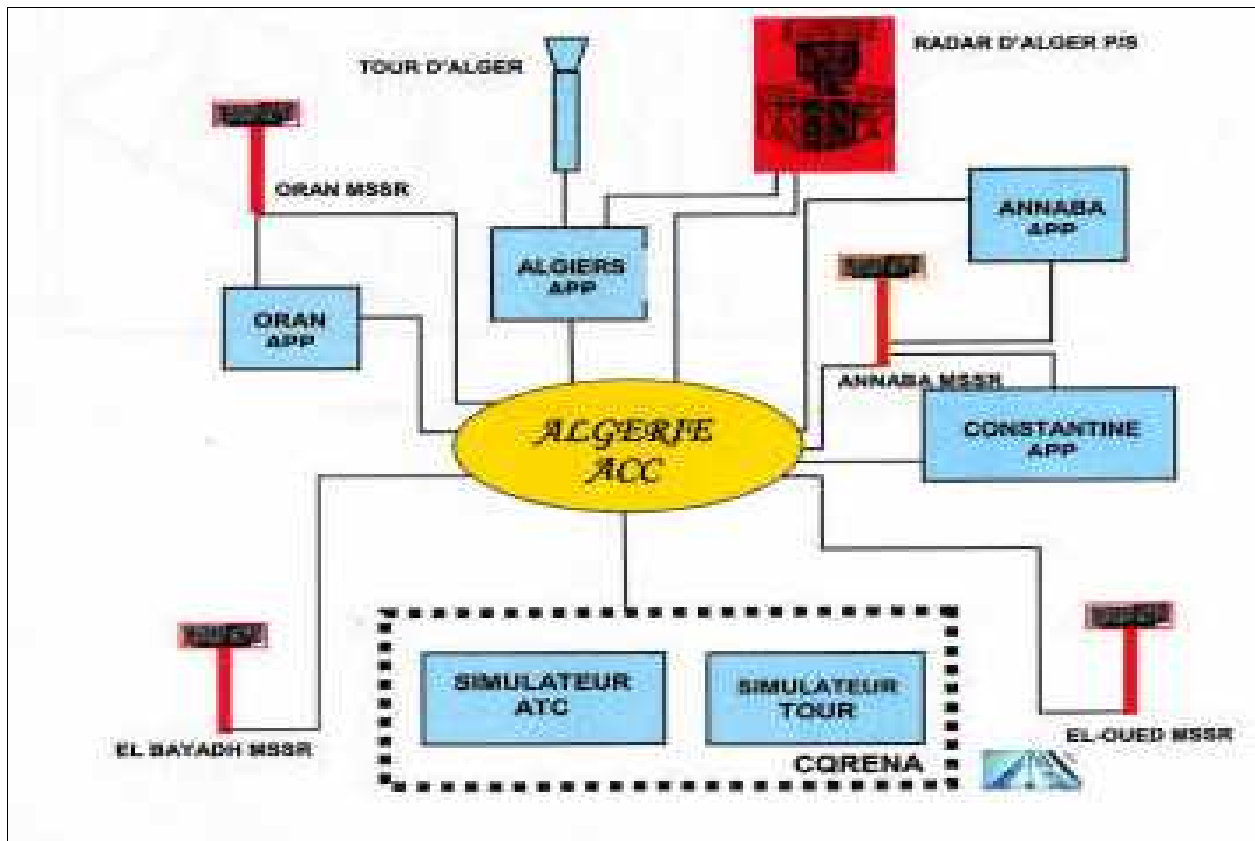 TOUR D'ALGER
RADAR D'ALGER P/S
ORAN MSSR
ANNABA
APP
ALGIERS
APP
ORAN
APP
ANNABA MSSR
ALGERIE
ACC
CONSTANTINE
APP
SIMULATEUR
ATC
SIMULATEUR
TOUR
EL BAYADH MSSR
EL-OUED MSSR
CQRENA